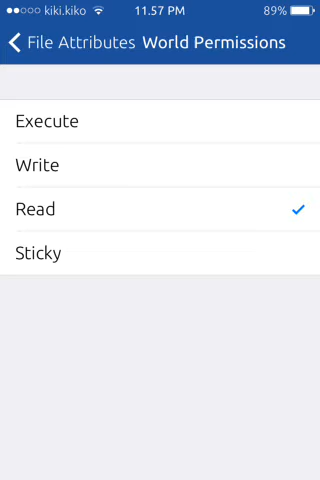 kiki.kiko 11.57 PM 89%
File Attributes World Permissions
Execute
Write
Read
Sticky